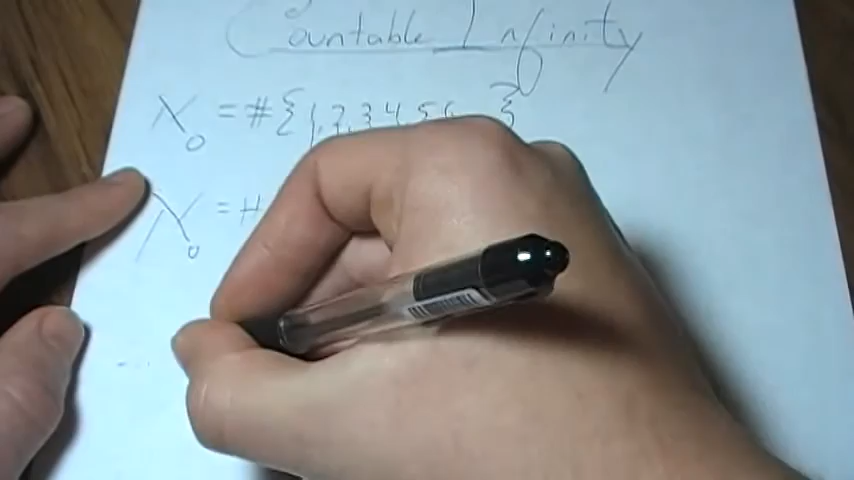 Countable Infinity
ℵ₀ = #{1,2,3,4,5,6...}
ℵ₀ = #